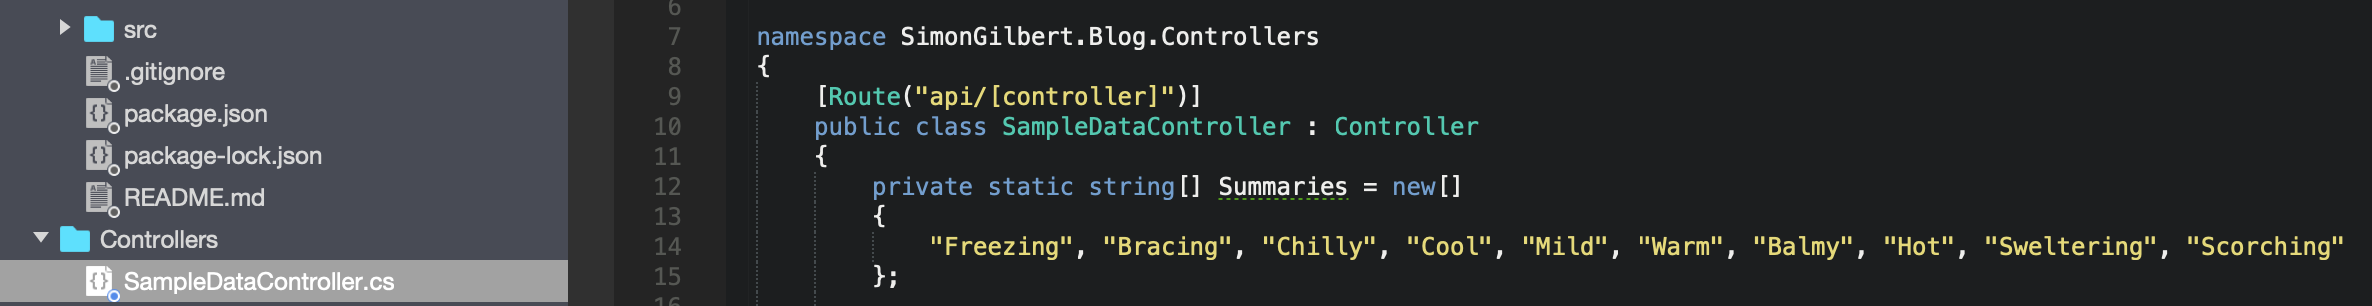 src
.gitignore
package.json
package-lock.json
README.md
Controllers
SampleDataController.cs
6
7 namespace SimonGilbert.Blog.Controllers
8 {
9 [Route("api/[controller]")]
10 public class SampleDataController : Controller
11 {
12 private static string[] Summaries = new[]
13 {
14 "Freezing", "Bracing", "Chilly", "Cool", "Mild", "Warm", "Balmy", "Hot", "Sweltering", "Scorching"
15 };
16